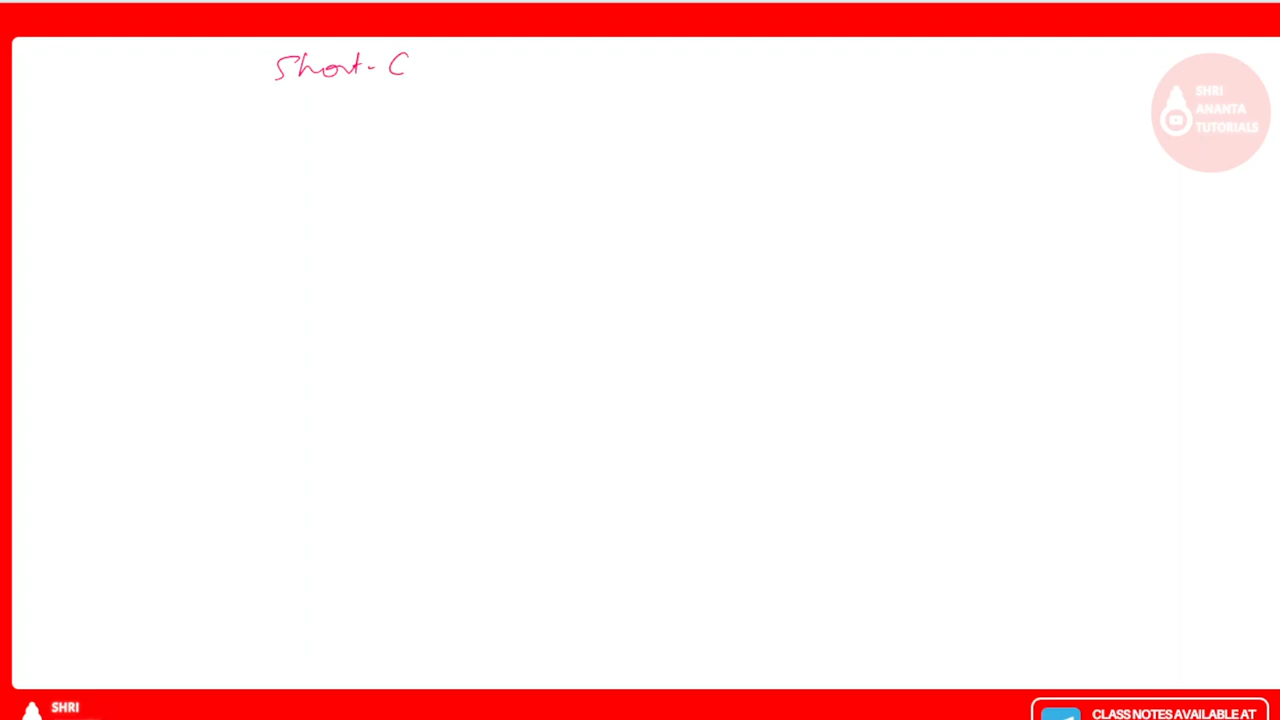 Short- C
SHRI
ANANTA
TUTORIALS
SHRI
CLASS NOTES AVAILABLE AT